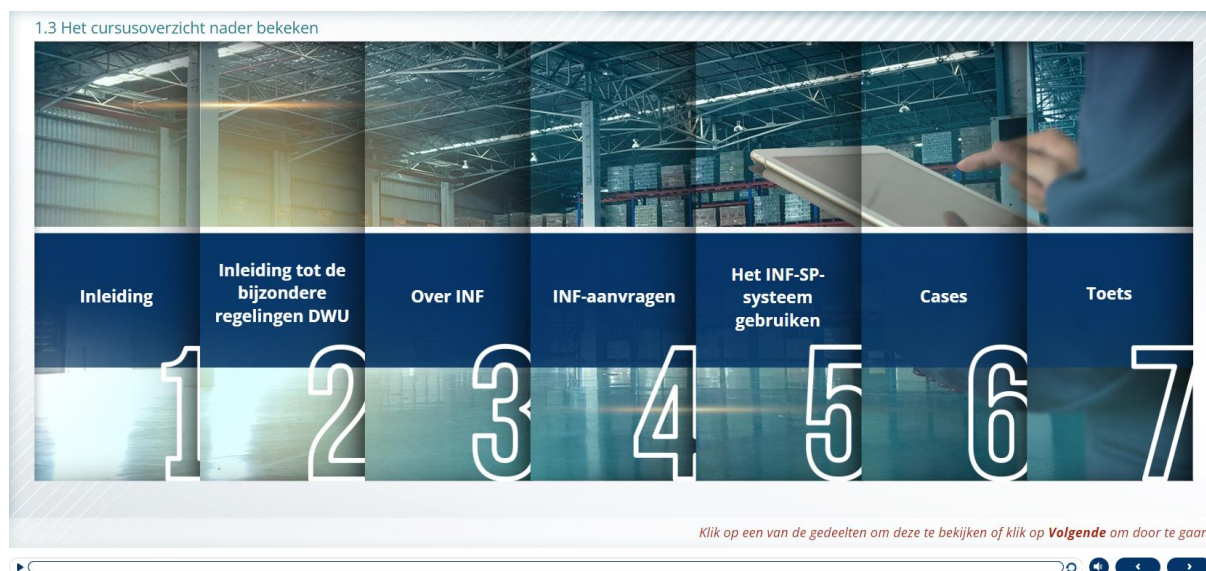 1.3 Het cursusoverzicht nader bekeken
Inleiding
1
Inleiding tot de
bijzondere
regelingen DWU
2
Over INF
3
INF-aanvragen
4
Het INF-SP-
systeem
gebruiken
5
Cases
6
Toets
7
Klik op een van de gedeelten om deze te bekijken of klik op Volgende om door te gaan